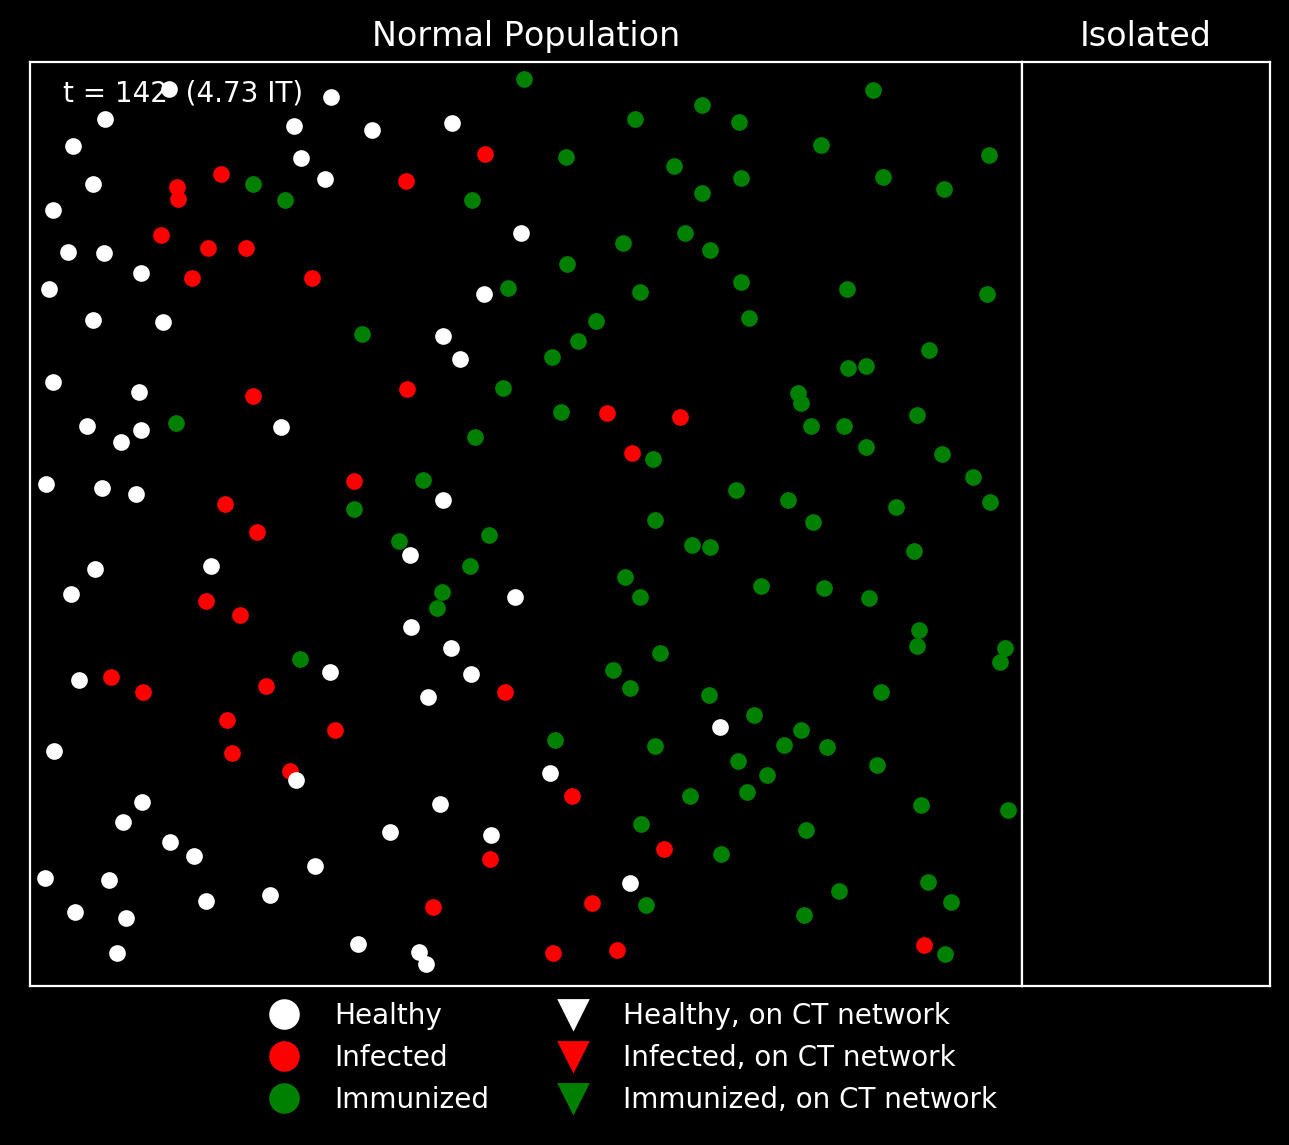 Normal Population
Isolated
t = 142  (4.73 IT)
Healthy
Infected
Immunized
Healthy, on CT network
Infected, on CT network
Immunized, on CT network